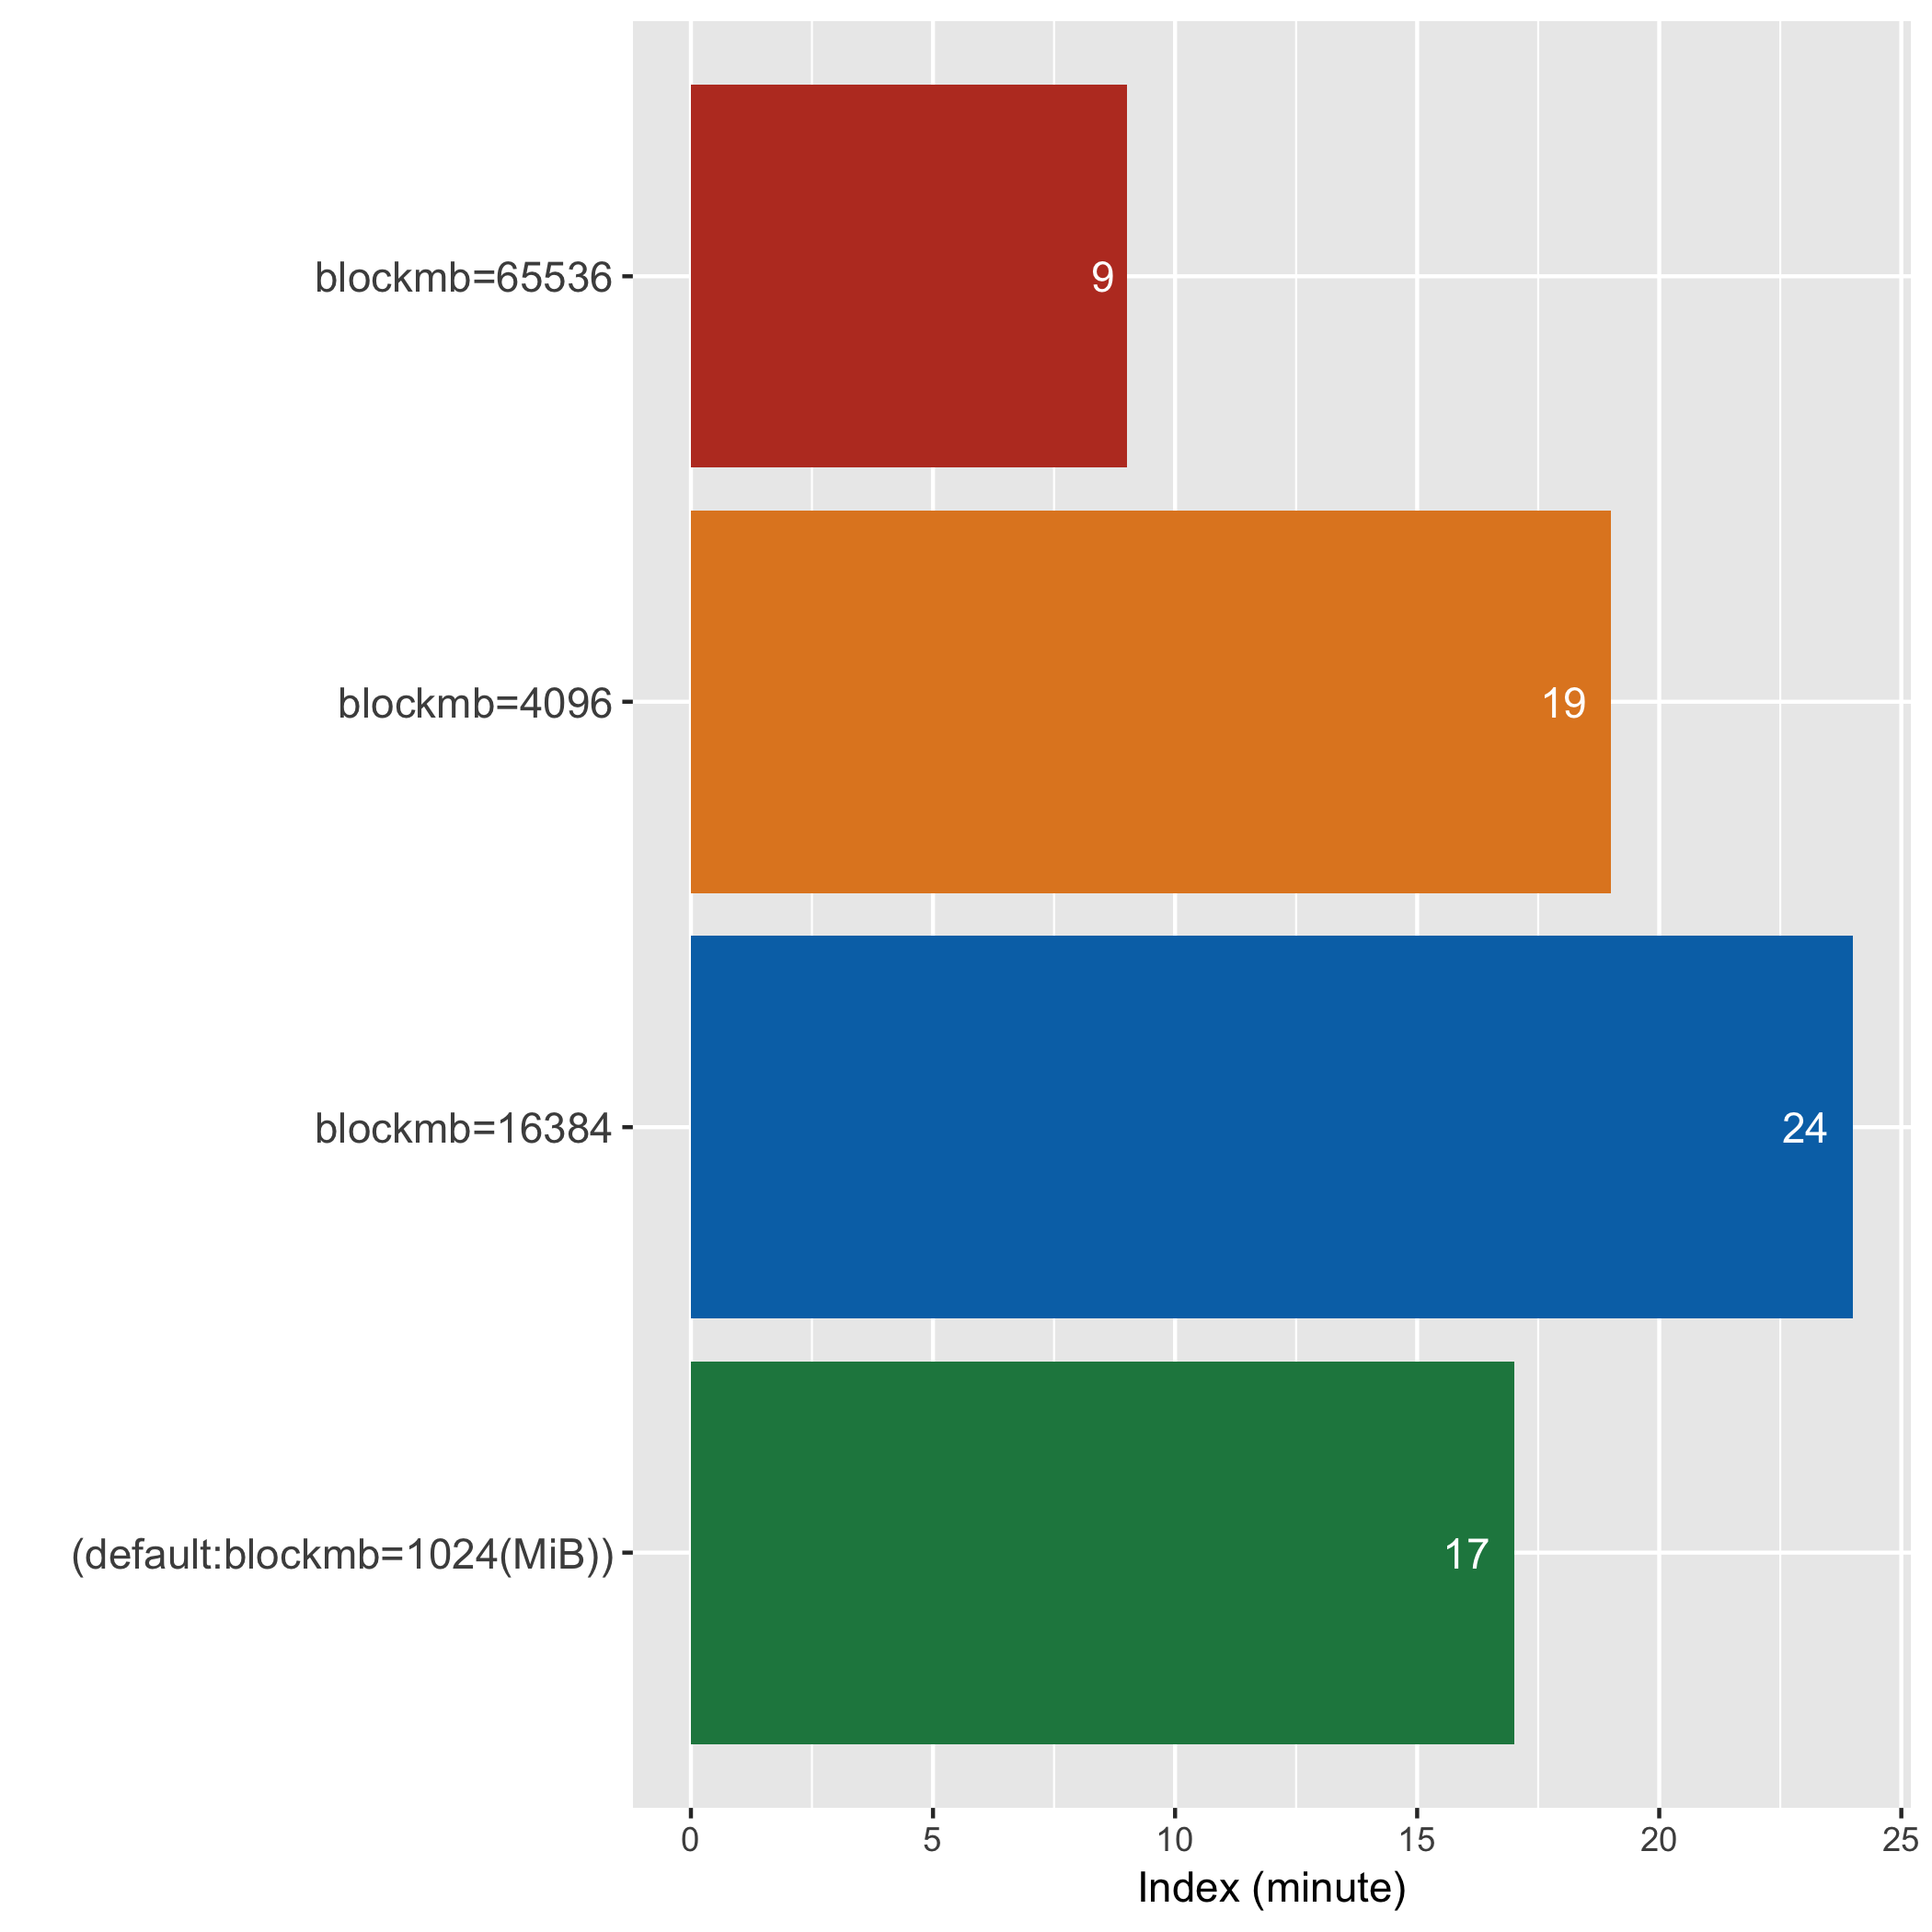 blockmb=65536
9
blockmb=4096
19
blockmb=16384
24
(default:blockmb=1024(MiB))
17
0 5 10 15 20 25
Index (minute)